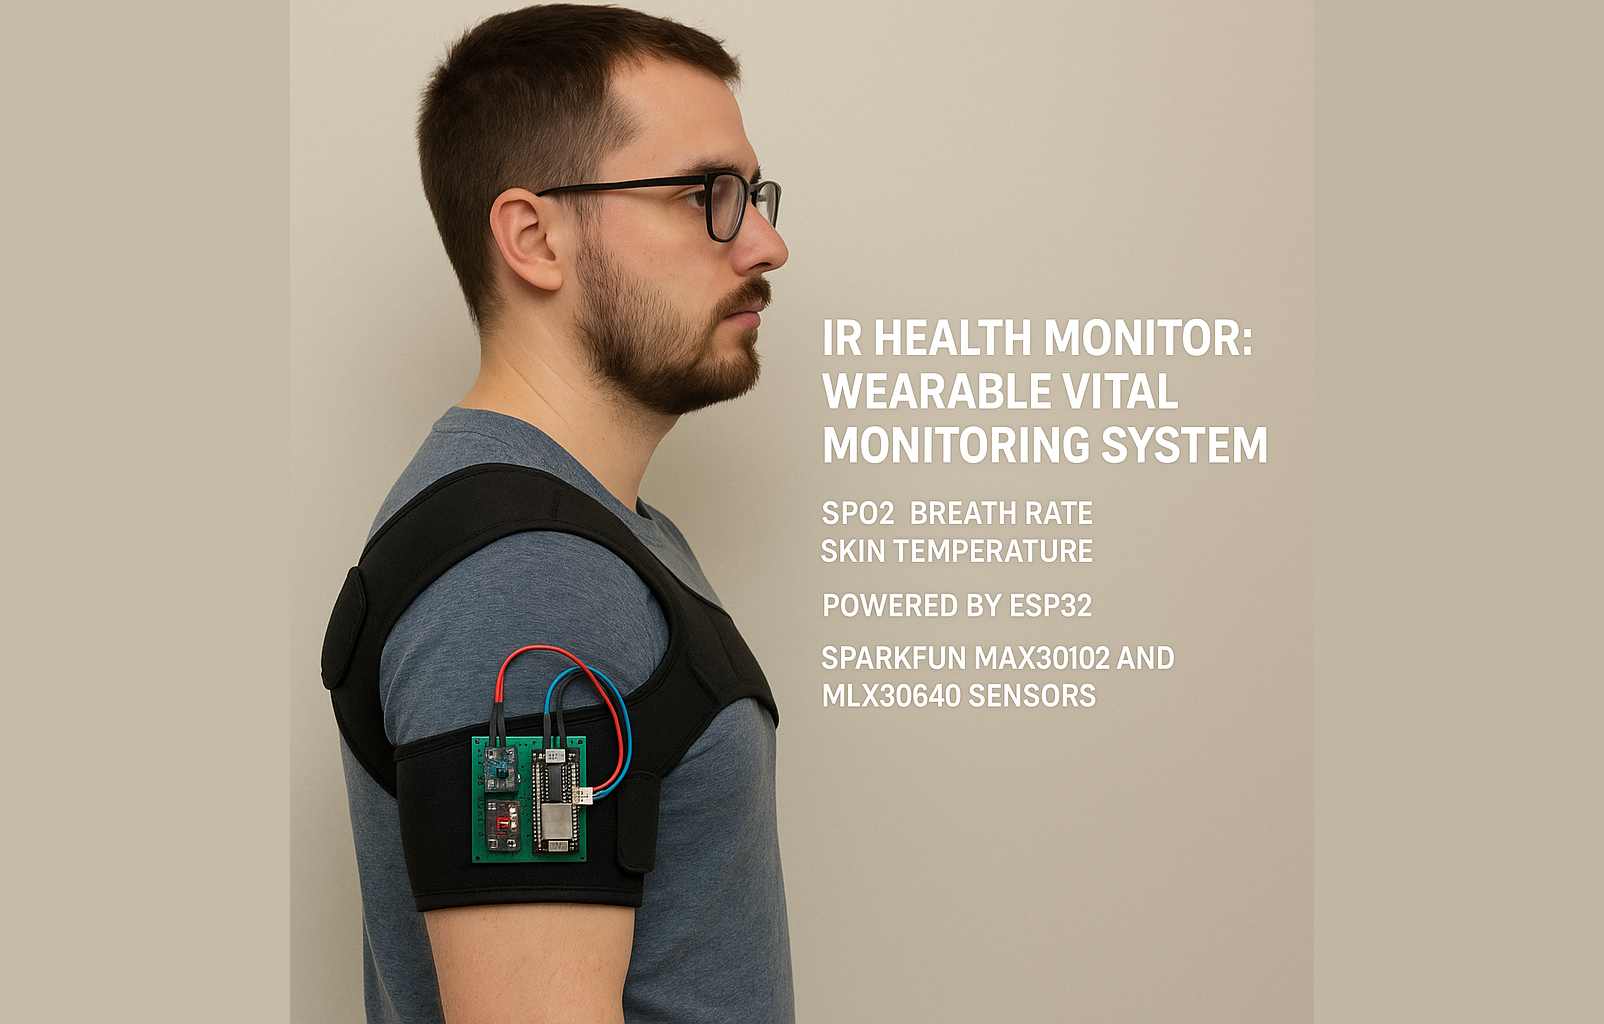 IR HEALTH MONITOR:
WEARABLE VITAL
MONITORING SYSTEM
SPO2 BREATH RATE
SKIN TEMPERATURE
POWERED BY ESP32
SPARKFUN MAX30102 AND
MLX30640 SENSORS